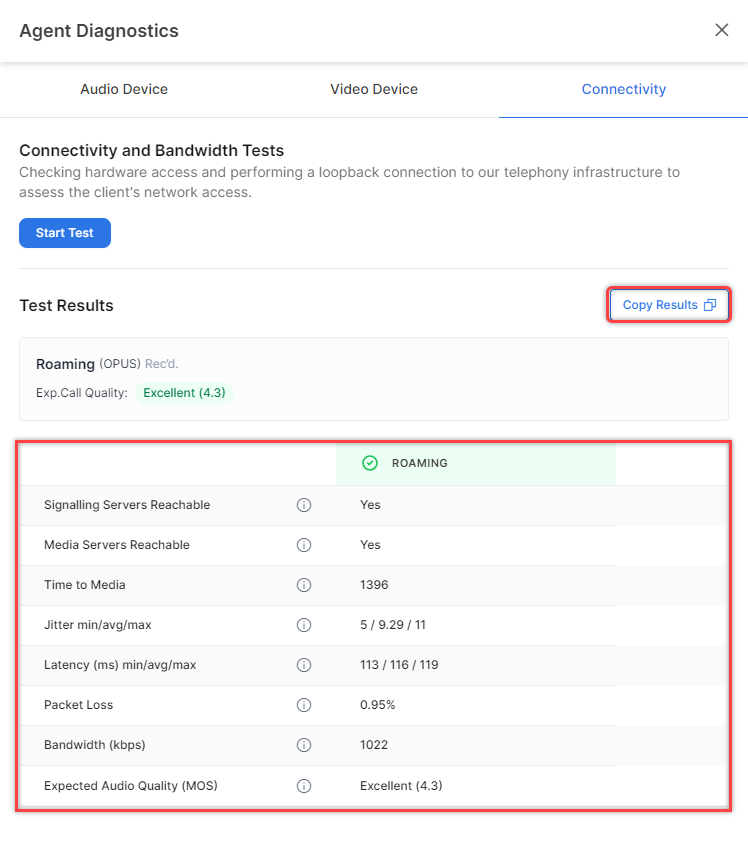 Agent Diagnostics
Audio Device Video Device Connectivity
Connectivity and Bandwidth Tests
Checking hardware access and performing a loopback connection to our telephony infrastructure to
assess the client's network access.
Start Test
Test Results
Copy Results
Roaming (OPUS) Rec'd.
Exp.Call Quality: Excellent (4.3)
ROAMING
Signalling Servers Reachable Yes
Media Servers Reachable Yes
Time to Media 1396
Jitter min/avg/max 5 / 9.29 / 11
Latency (ms) min/avg/max 113 / 116 / 119
Packet Loss 0.95%
Bandwidth (kbps) 1022
Expected Audio Quality (MOS) Excellent (4.3)